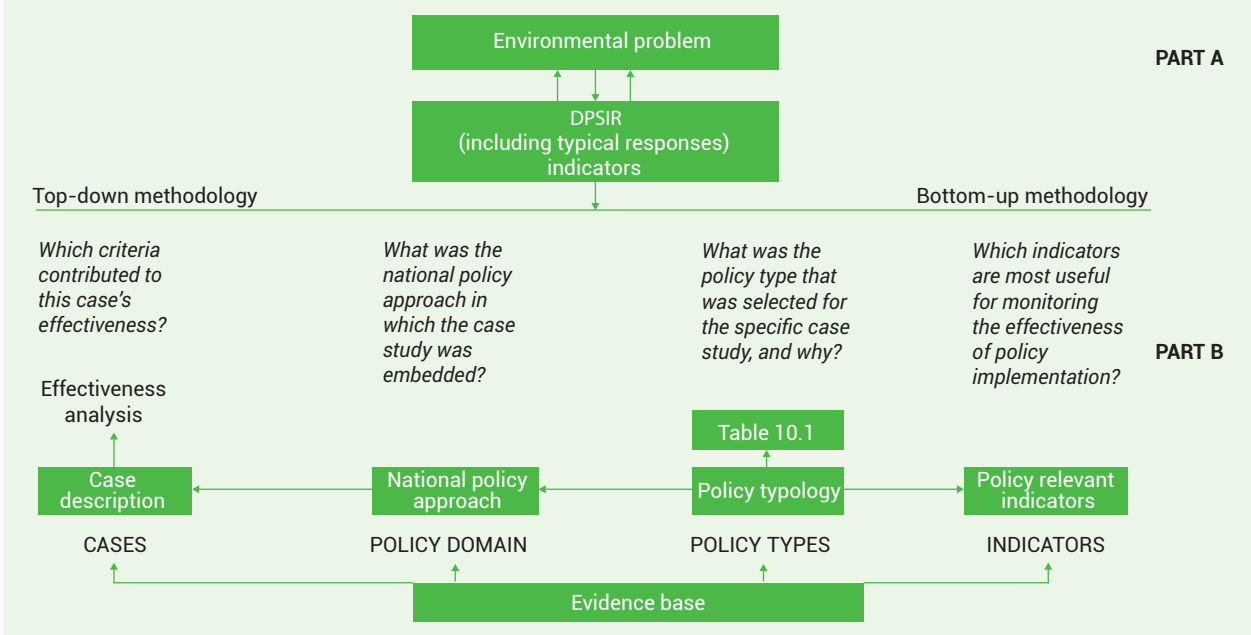 Environmental problem
PART A
DPSIR
(including typical responses)
indicators
Top-down methodology
Bottom-up methodology
Which criteria
contributed to
this case's
effectiveness?
What was the
national policy
approach in
which the case
study was
embedded?
What was the
policy type that
was selected for
the specific case
study, and why?
Which indicators
are most useful
for monitoring
the effectiveness
of policy
implementation?
PART B
Effectiveness
analysis
Table 10.1
Case
description
National policy
approach
Policy typology
Policy relevant
indicators
CASES
POLICY DOMAIN
POLICY TYPES
INDICATORS
Evidence base